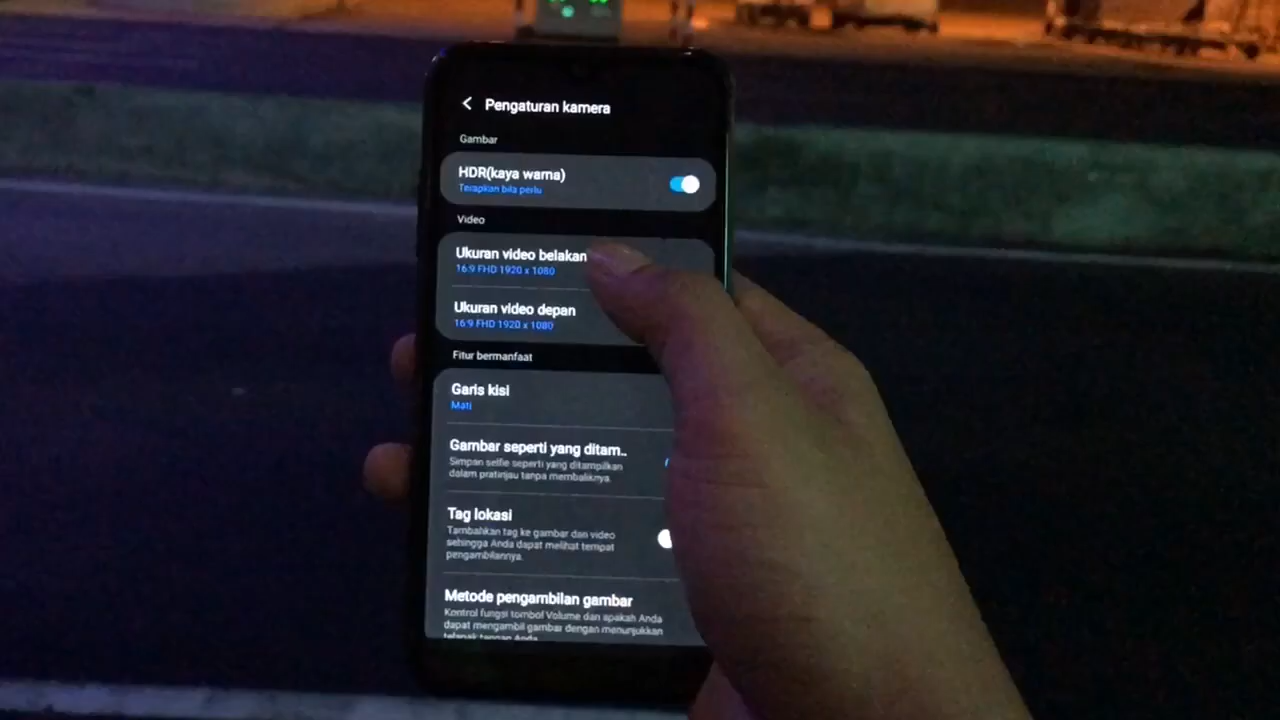 Pengaturan kamera
Gambar
HDR(kaya warna)
Terapkan bila perlu
Video
Ukuran video belakan
16:9 FHD 1920 x 1080
Ukuran video depan
16:9 FHD 1920 x 1080
Fitur bermanfaat
Garis kisi
Mati
Gambar seperti yang ditam..
Simpan selfie seperti yang ditampilkan
dalam pratinjau tanpa membaliknya.
Tag lokasi
Tambahkan tag ke gambar dan video
sehingga Anda dapat melihat tempat
pengambilannya.
Metode pengambilan gambar
Kontrol fungsi tombol Volume dan apakah Anda
dapat mengambil gambar dengan menunjukkan
telapak tangan Anda.